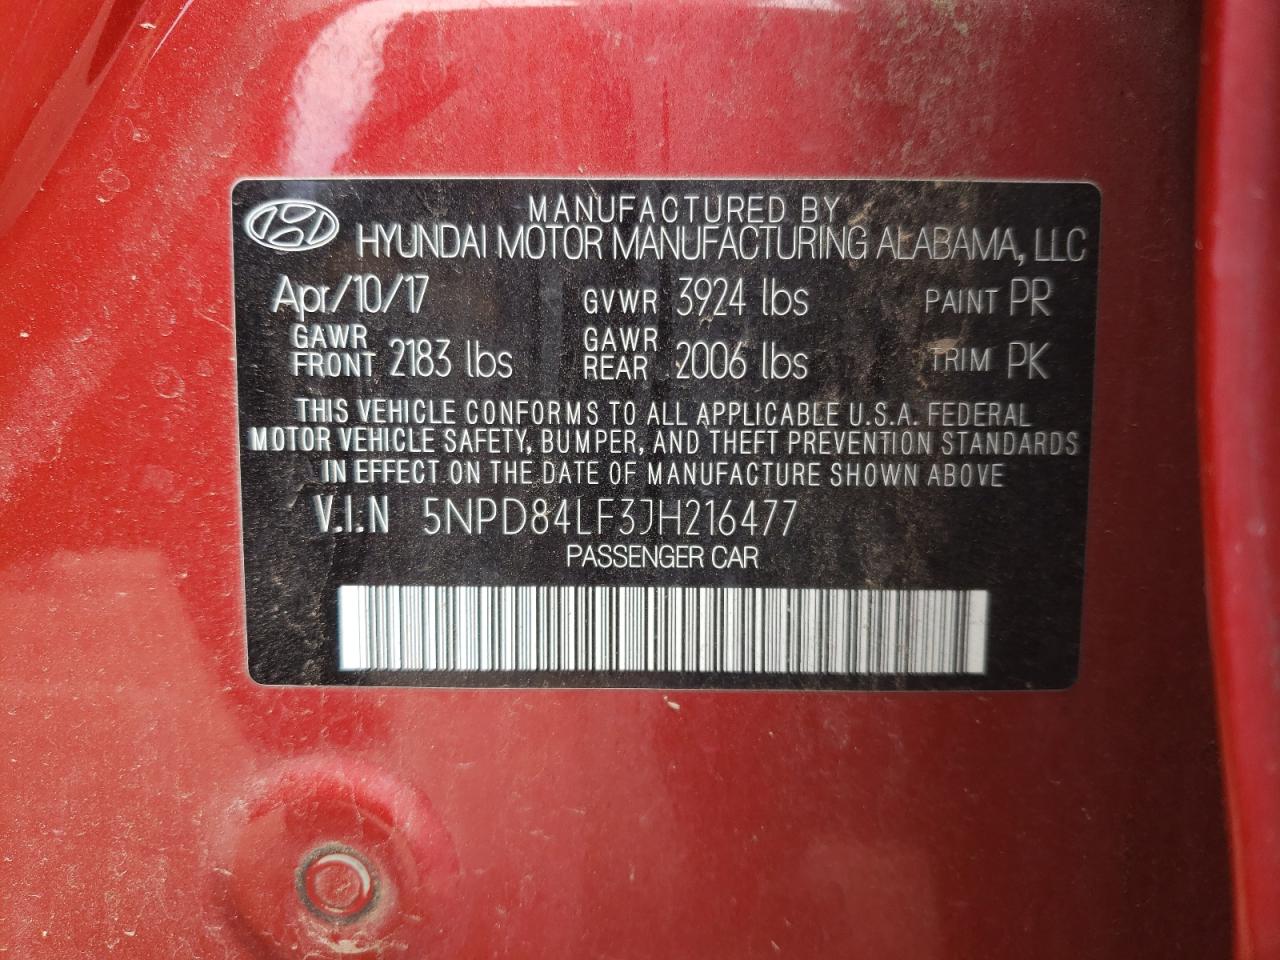 MANUFACTURED BY
HYUNDAI MOTOR MANUFACTURING ALABAMA, LLC
Apr/10/17 GVWR 3924 lbs PAINT PR
GAWR FRONT 2183 lbs GAWR REAR 2006 lbs TRIM PK
THIS VEHICLE CONFORMS TO ALL APPLICABLE U.S.A. FEDERAL
MOTOR VEHICLE SAFETY, BUMPER, AND THEFT PREVENTION STANDARDS
IN EFFECT ON THE DATE OF MANUFACTURE SHOWN ABOVE
V.I.N 5NPD84LF3JH216477
PASSENGER CAR